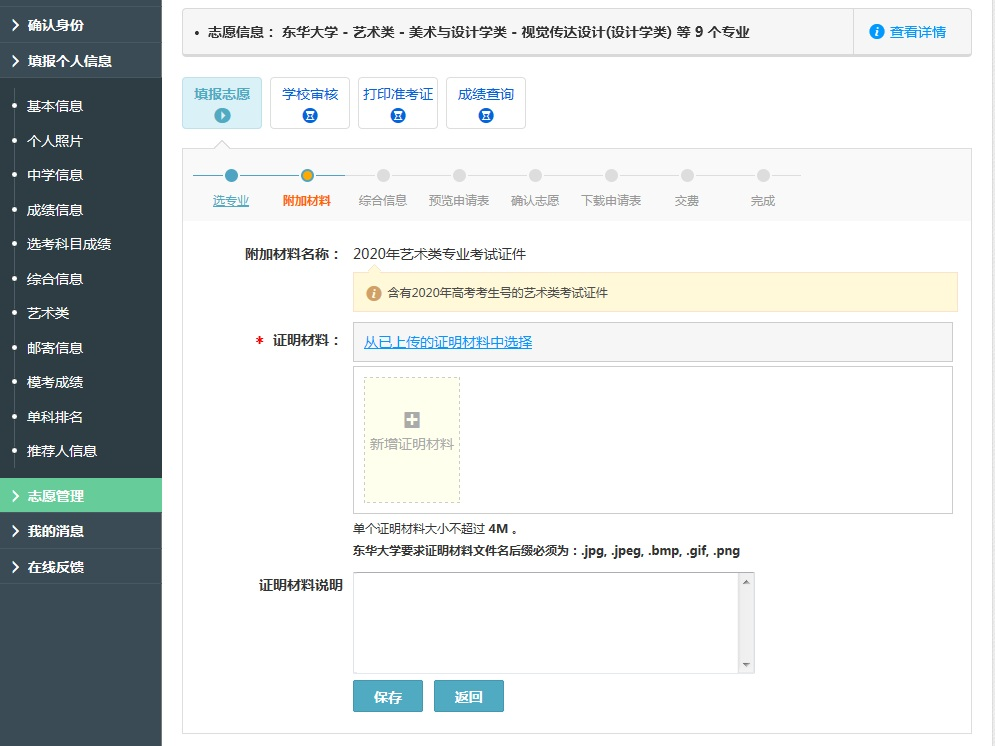 确认身份
填报个人信息
基本信息
个人照片
中学信息
成绩信息
选考科目成绩
综合信息
艺术类
邮寄信息
模考成绩
单科排名
推荐人信息
志愿管理
我的消息
在线反馈
• 志愿信息： 东华大学 - 艺术类 - 美术与设计学类 - 视觉传达设计(设计学类) 等 9 个专业
查看详情
填报志愿 学校审核 打印准考证 成绩查询
选专业 附加材料 综合信息 预览申请表 确认志愿 下载申请表 交费 完成
附加材料名称： 2020年艺术类专业考试证件
含有2020年高考考生号的艺术类考试证件
* 证明材料： 从已上传的证明材料中选择
新增证明材料
单个证明材料大小不超过 4M 。
东华大学要求证明材料文件名后缀必须为：.jpg, .jpeg, .bmp, .gif, .png
证明材料说明
保存 返回